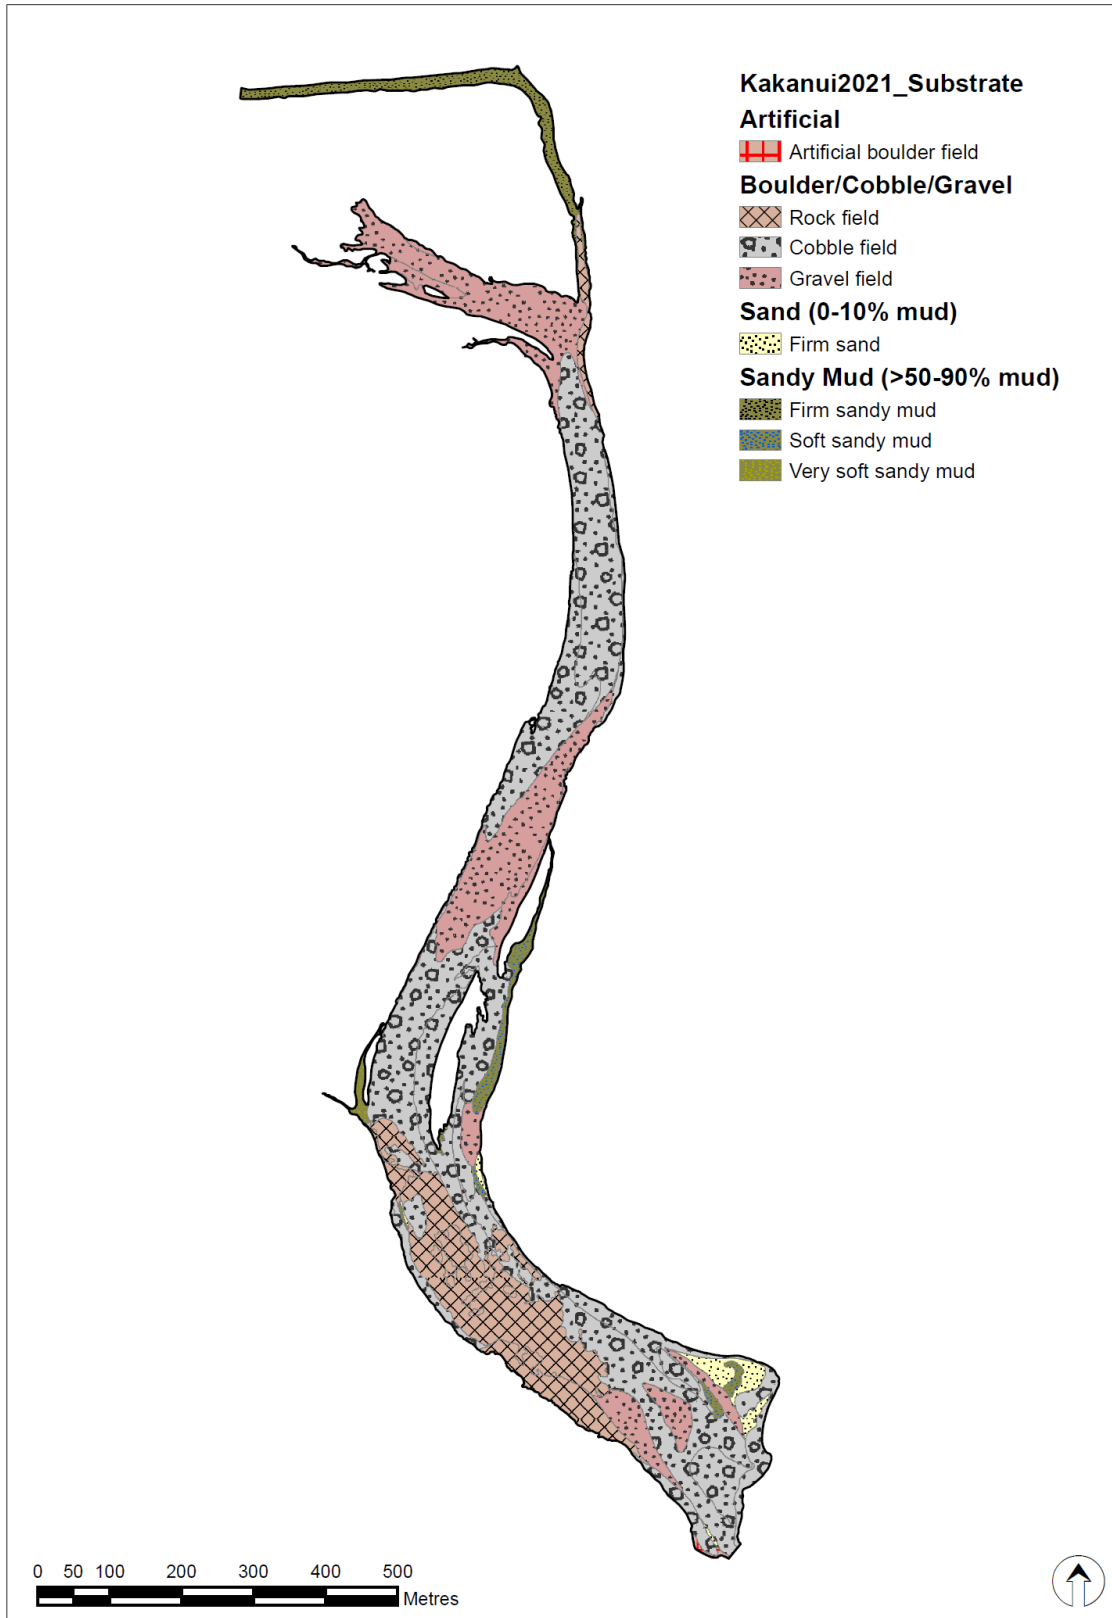 Kakanui2021_Substrate
Artificial
Artificial boulder field
Boulder/Cobble/Gravel
Rock field
Cobble field
Gravel field
Sand (0-10% mud)
Firm sand
Sandy Mud (>50-90% mud)
Firm sandy mud
Soft sandy mud
Very soft sandy mud
0 50 100 200 300 400 500
Metres